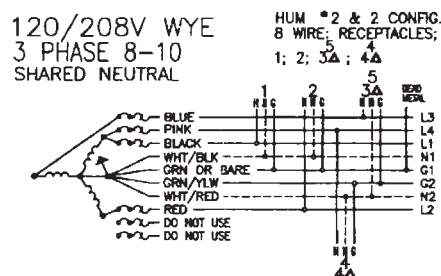 120/208V WYE
3 PHASE 8-10
SHARED NEUTRAL
HUM #2 & 2 CONFIG.
8 WIRE; RECEPTACLES;
5 4
1; 2; 3Δ; 4Δ
5
1 2 3Δ DEAD METAL
H N G H N G H N G
BLUE L3
PINK L4
BLACK L1
WHT/BLK N1
GRN OR BARE G1
GRN/YLW G2
WHT/RED N2
RED L2
DO NOT USE
DO NOT USE
H N G
4
4Δ